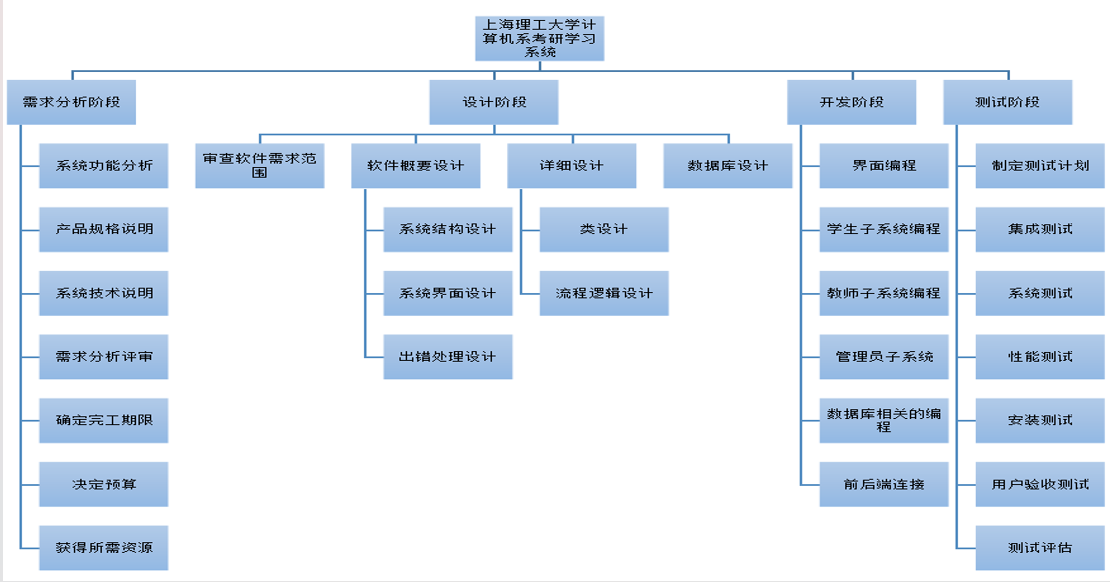 上海理工大学计
算机系考研学习
系统
需求分析阶段
设计阶段
开发阶段
测试阶段
系统功能分析
产品规格说明
系统技术说明
需求分析评审
确定完工期限
决定预算
获得所需资源
审查软件需求范
围
软件概要设计
系统结构设计
系统界面设计
出错处理设计
详细设计
类设计
流程逻辑设计
数据库设计
界面编程
学生子系统编程
教师子系统编程
管理员子系统
数据库相关的编
程
前后端连接
制定测试计划
集成测试
系统测试
性能测试
安装测试
用户验收测试
测试评估